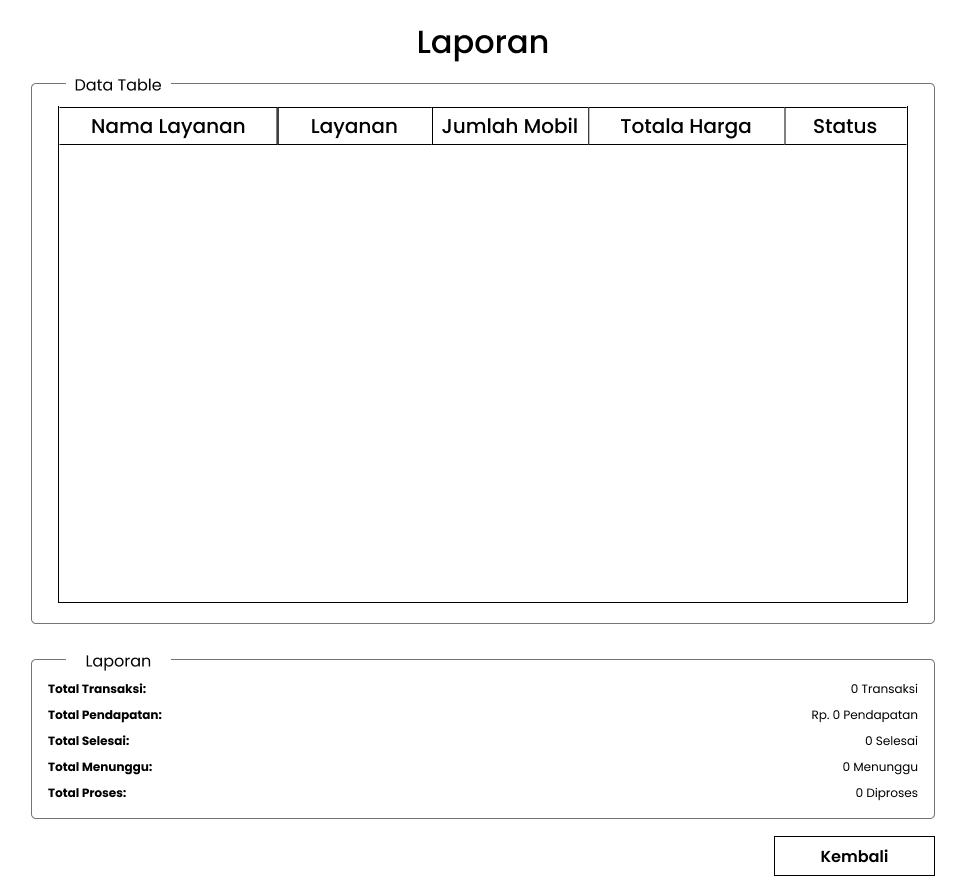 Laporan
Data Table
Nama Layanan Layanan Jumlah Mobil Totala Harga Status
Laporan
Total Transaksi: 0 Transaksi
Total Pendapatan: Rp. 0 Pendapatan
Total Selesai: 0 Selesai
Total Menunggu: 0 Menunggu
Total Proses: 0 Diproses
Kembali